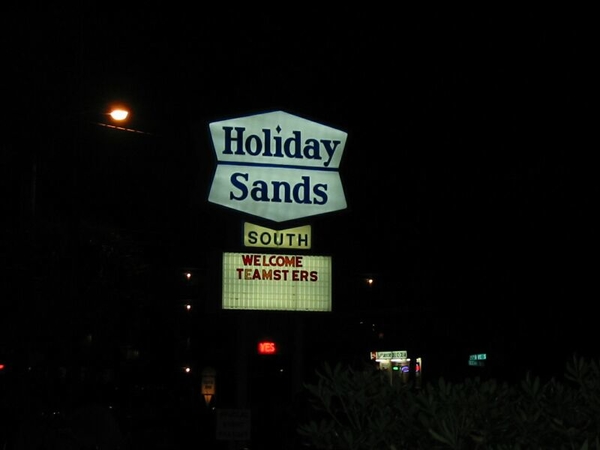 Holiday
Sands
SOUTH
WELCOME
TEAMSTERS
YES